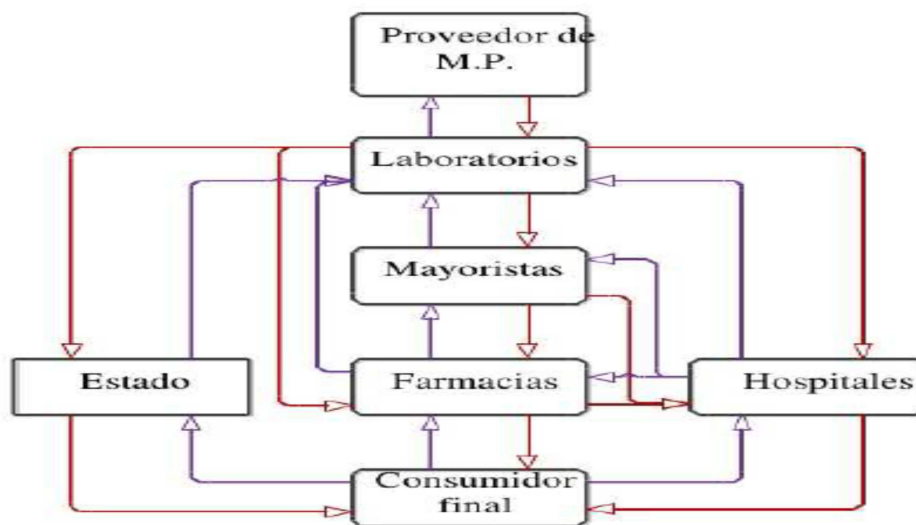 Proveedor de
M.P.
Laboratorios
Mayoristas
Estado
Farmacias
Hospitales
Consumidor
final